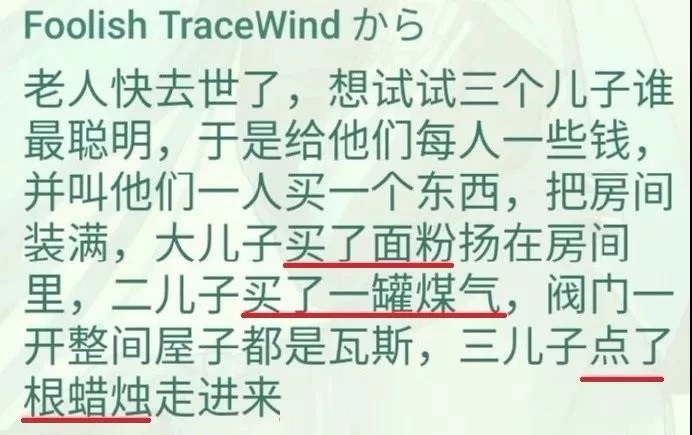 Foolish TraceWind から
老人快去世了，想试试三个儿子谁
最聪明，于是给他们每人一些钱，
并叫他们一人买一个东西，把房间
装满，大儿子买了面粉扬在房间
里，二儿子买了一罐煤气，阀门一
开整间屋子都是瓦斯，三儿子点了
根蜡烛走进来